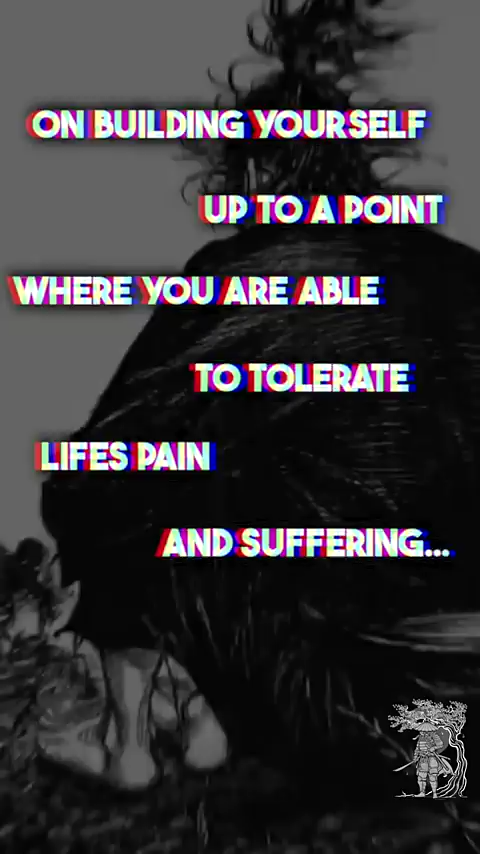 ON BUILDING YOURSELF
UP TO A POINT
WHERE YOU ARE ABLE
TO TOLERATE
LIFES PAIN
AND SUFFERING...